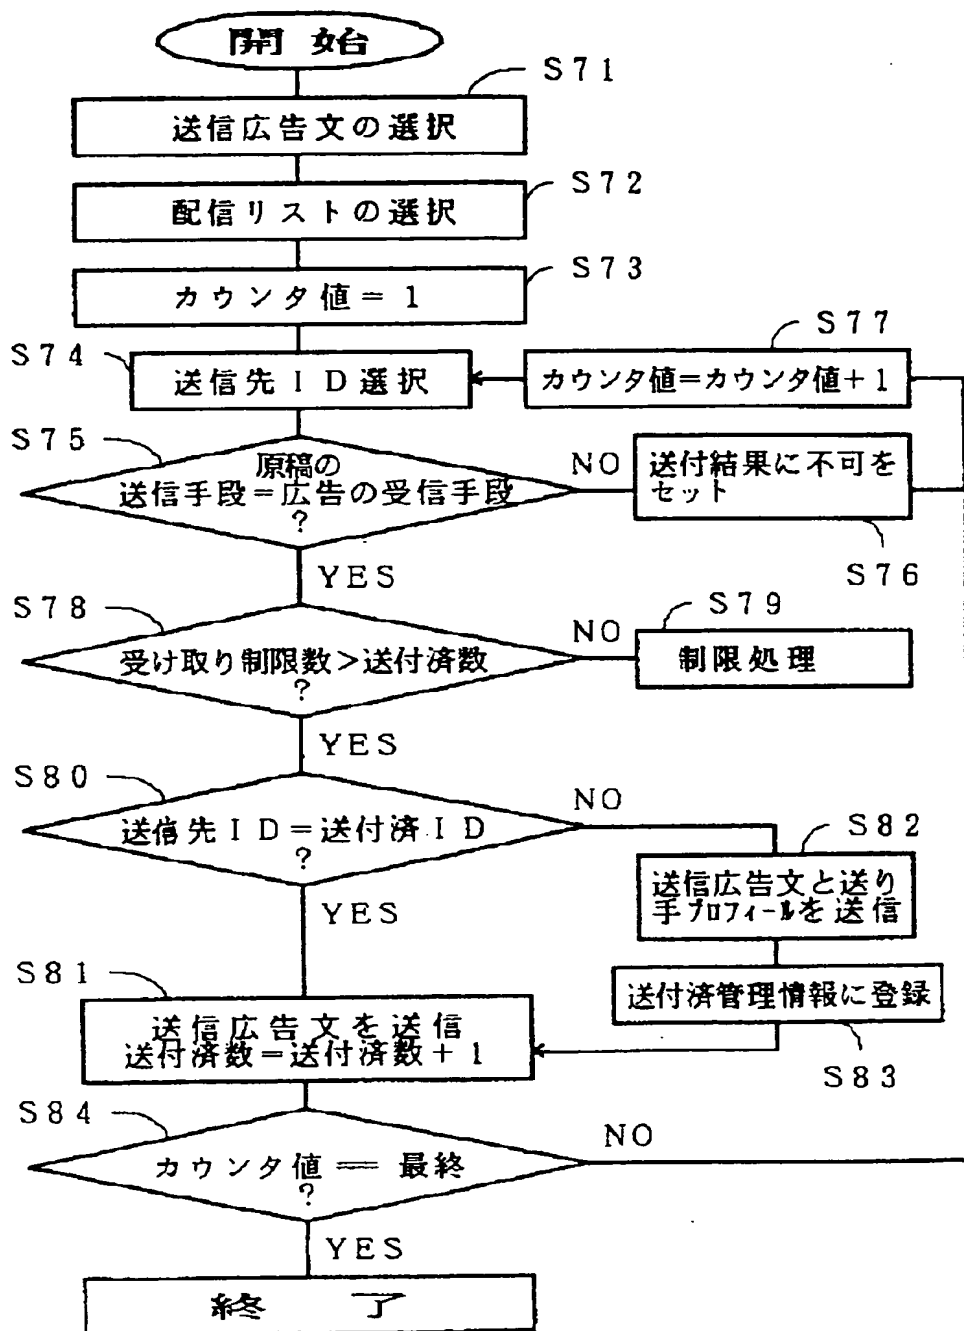 開始
S71
送信広告文の選択
S72
配信リストの選択
S73
カウンタ値=1
S77
S74
送信先ID選択
カウンタ値=カウンタ値+1
S75
原稿の
送信手段=広告の受信手段
?
NO
送付結果に不可を
セット
S76
YES
S78
受け取り制限数>送付済数
?
NO
S79
制限処理
YES
S80
送信先ID=送付済ID
?
NO
S82
送信広告文と送り
手プロフィールを送信
YES
S81
送付済管理情報に登録
S83
送信広告文を送信
送付済数=送付済数+1
S84
カウンタ値==最終
?
NO
YES
終了